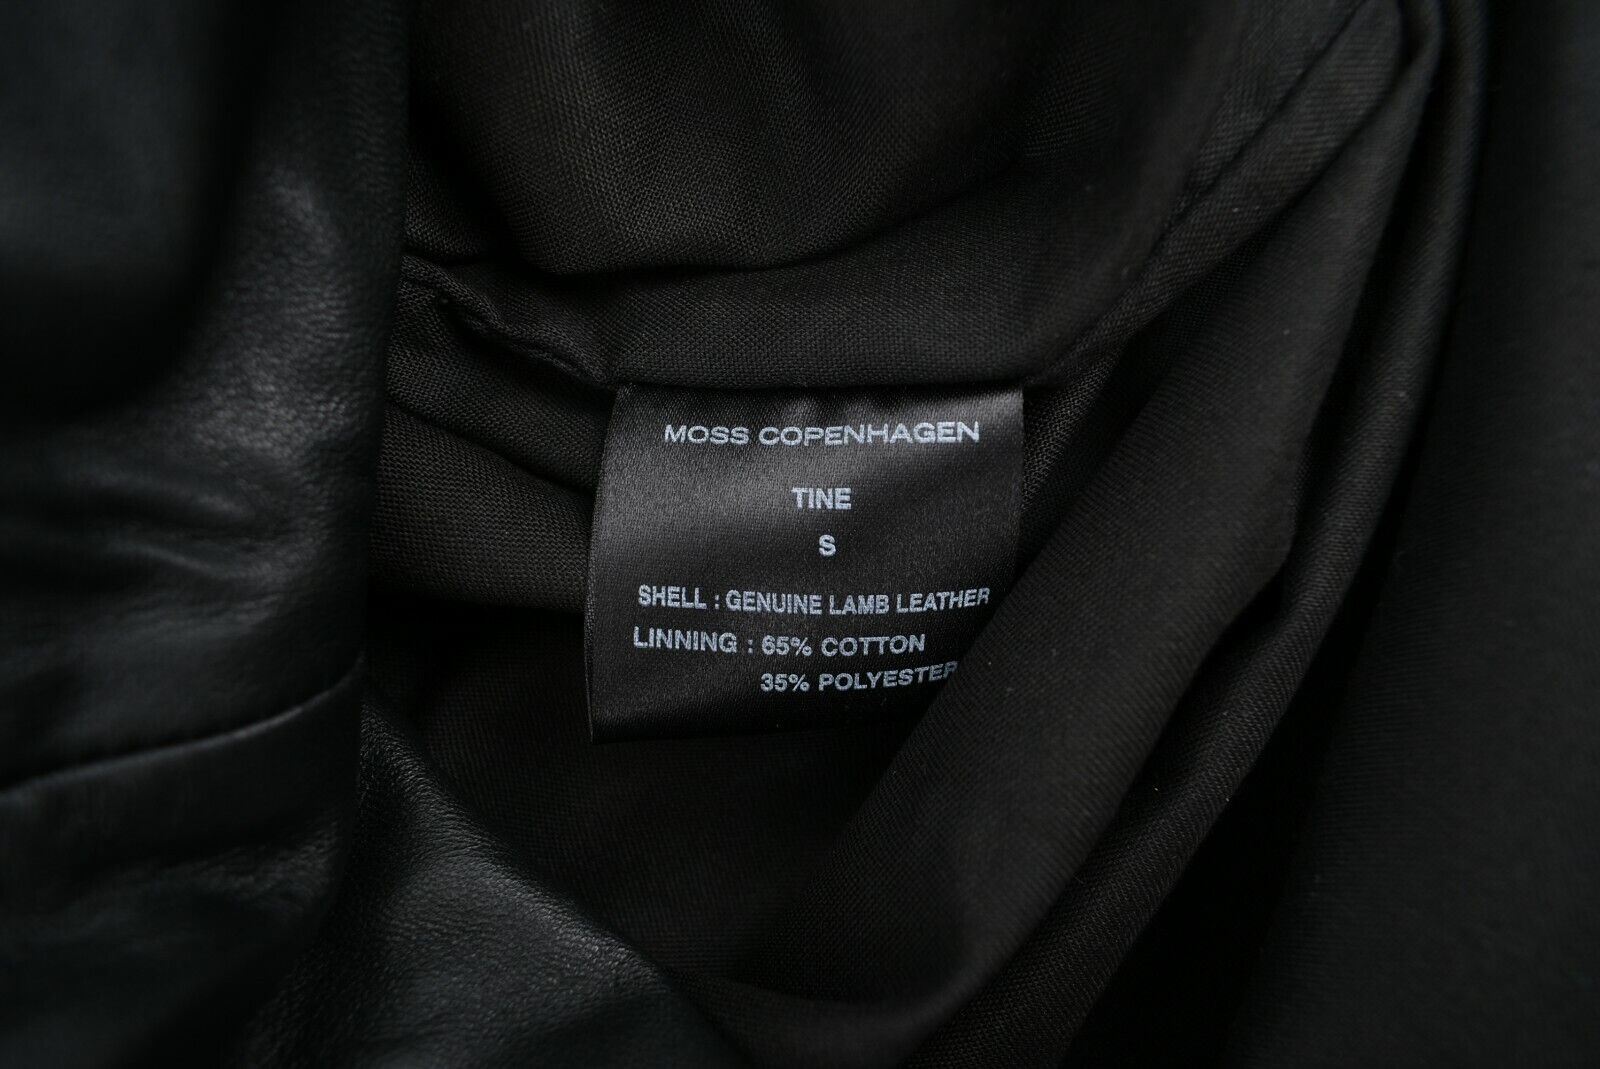 MOSS COPENHAGEN
TINE
S
SHELL : GENUINE LAMB LEATHER
LINNING : 65% COTTON
35% POLYESTER